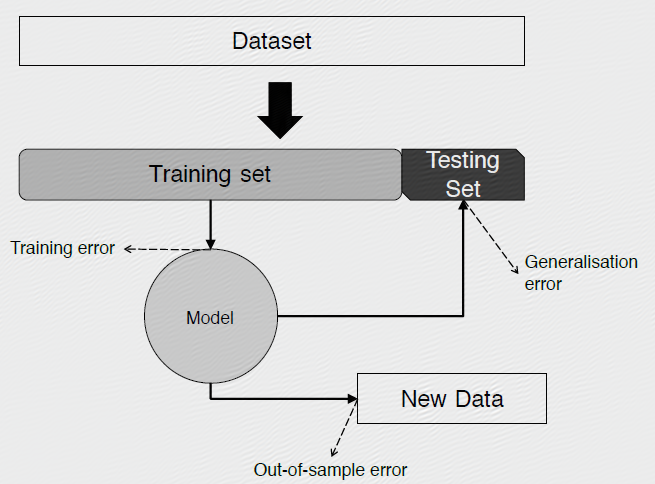 Dataset
Training set
Testing
Set
Training error
Generalisation
error
Model
New Data
Out-of-sample error